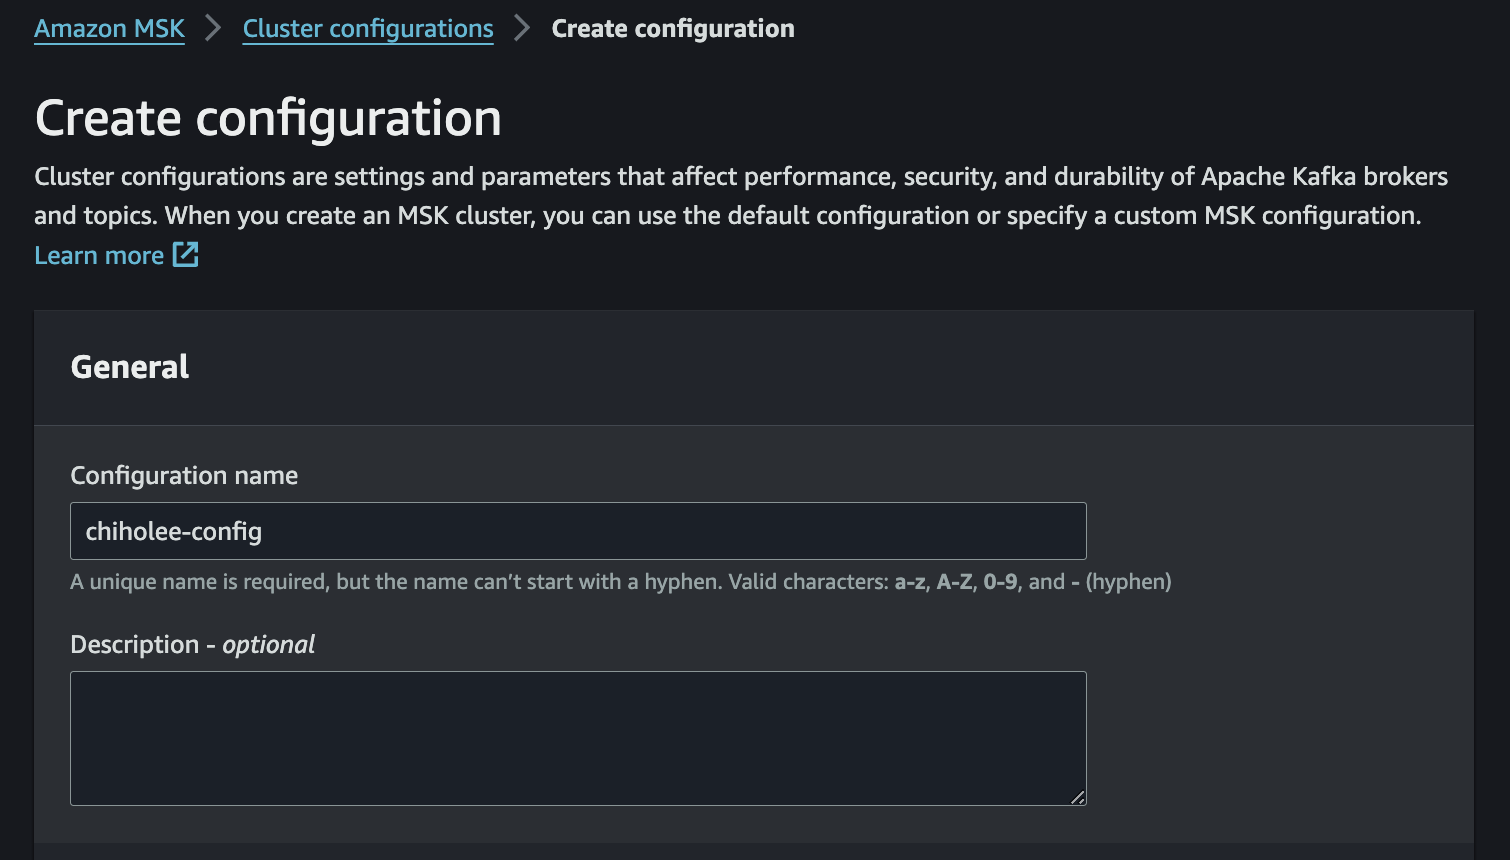 Amazon MSK > Cluster configurations > Create configuration
Create configuration
Cluster configurations are settings and parameters that affect performance, security, and durability of Apache Kafka brokers
and topics. When you create an MSK cluster, you can use the default configuration or specify a custom MSK configuration.
Learn more
General
Configuration name
chiholee-config
A unique name is required, but the name can’t start with a hyphen. Valid characters: a-z, A-Z, 0-9, and - (hyphen)
Description - optional